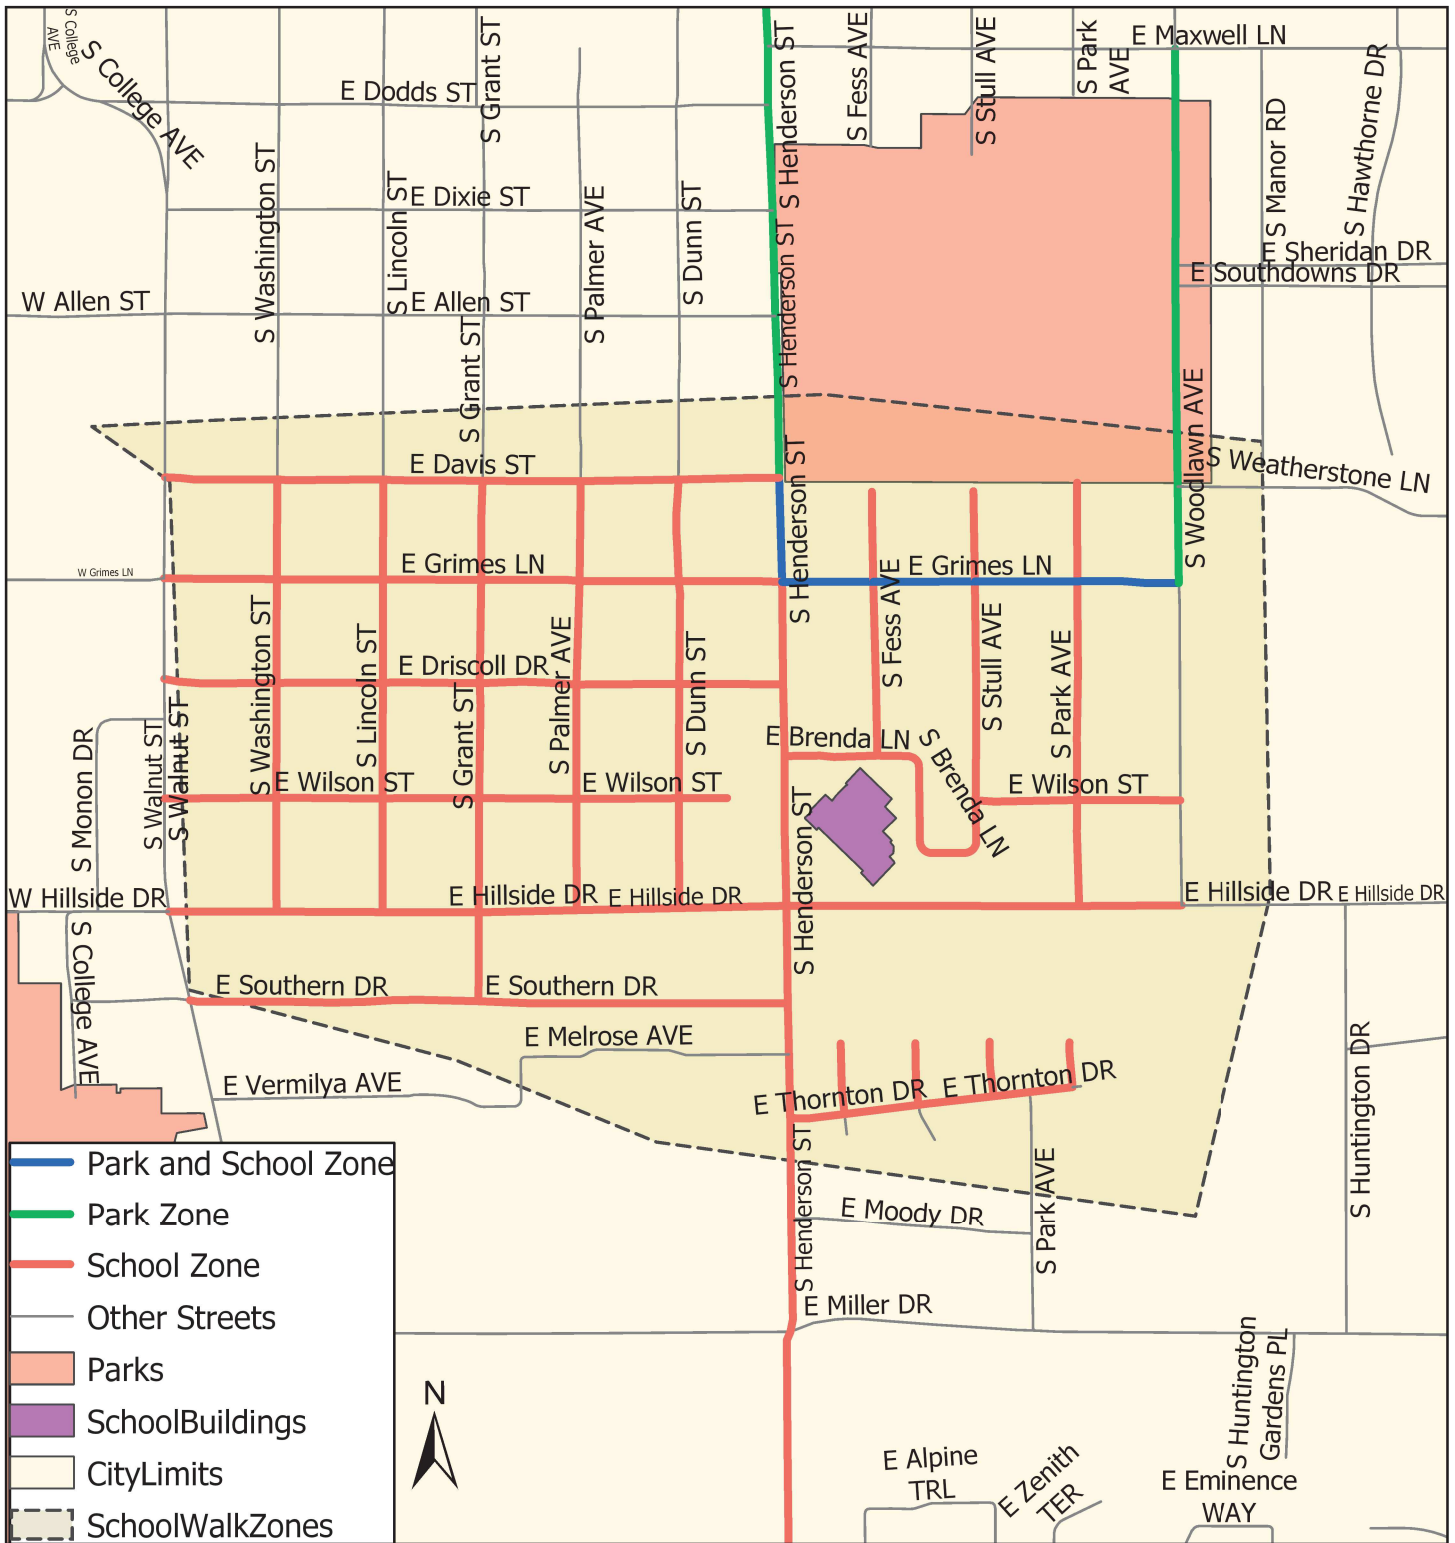 S College
AVE
S College AVE
E Dodds ST
S Grant ST
S Henderson ST
S Fess AVE
S Stull AVE
S Park
AVE
E Maxwell LN
S Manor RD
S Hawthorne DR
S Washington ST
S Lincoln ST
E Dixie ST
S Palmer AVE
S Dunn ST
S Henderson ST
E Sheridan DR
E Southdowns DR
W Allen ST
E Allen ST
S Grant ST
S Woodlawn AVE
S Weatherstone LN
E Davis ST
S Henderson ST
W Grimes LN
E Grimes LN
E Grimes LN
S Fess AVE
S Stull AVE
S Park AVE
S Washington ST
S Lincoln ST
E Driscoll DR
S Grant ST
S Palmer AVE
S Dunn ST
S Monon DR
S Walnut ST
S Walnut ST
E Brenda LN
S Brenda LN
E Wilson ST
E Wilson ST
E Wilson ST
S Henderson ST
W Hillside DR
E Hillside DR
E Hillside DR
E Hillside DR
E Hillside DR
S College AVE
E Southern DR
E Southern DR
E Melrose AVE
E Vermilya AVE
E Thornton DR
E Thornton DR
S Huntington DR
S Henderson ST
S Park AVE
E Moody DR
E Miller DR
S Huntington
Gardens PL
E Alpine
TRL
E Zenith
TER
E Eminence
WAY
Park and School Zone
Park Zone
School Zone
Other Streets
Parks
SchoolBuildings
CityLimits
SchoolWalkZones
N